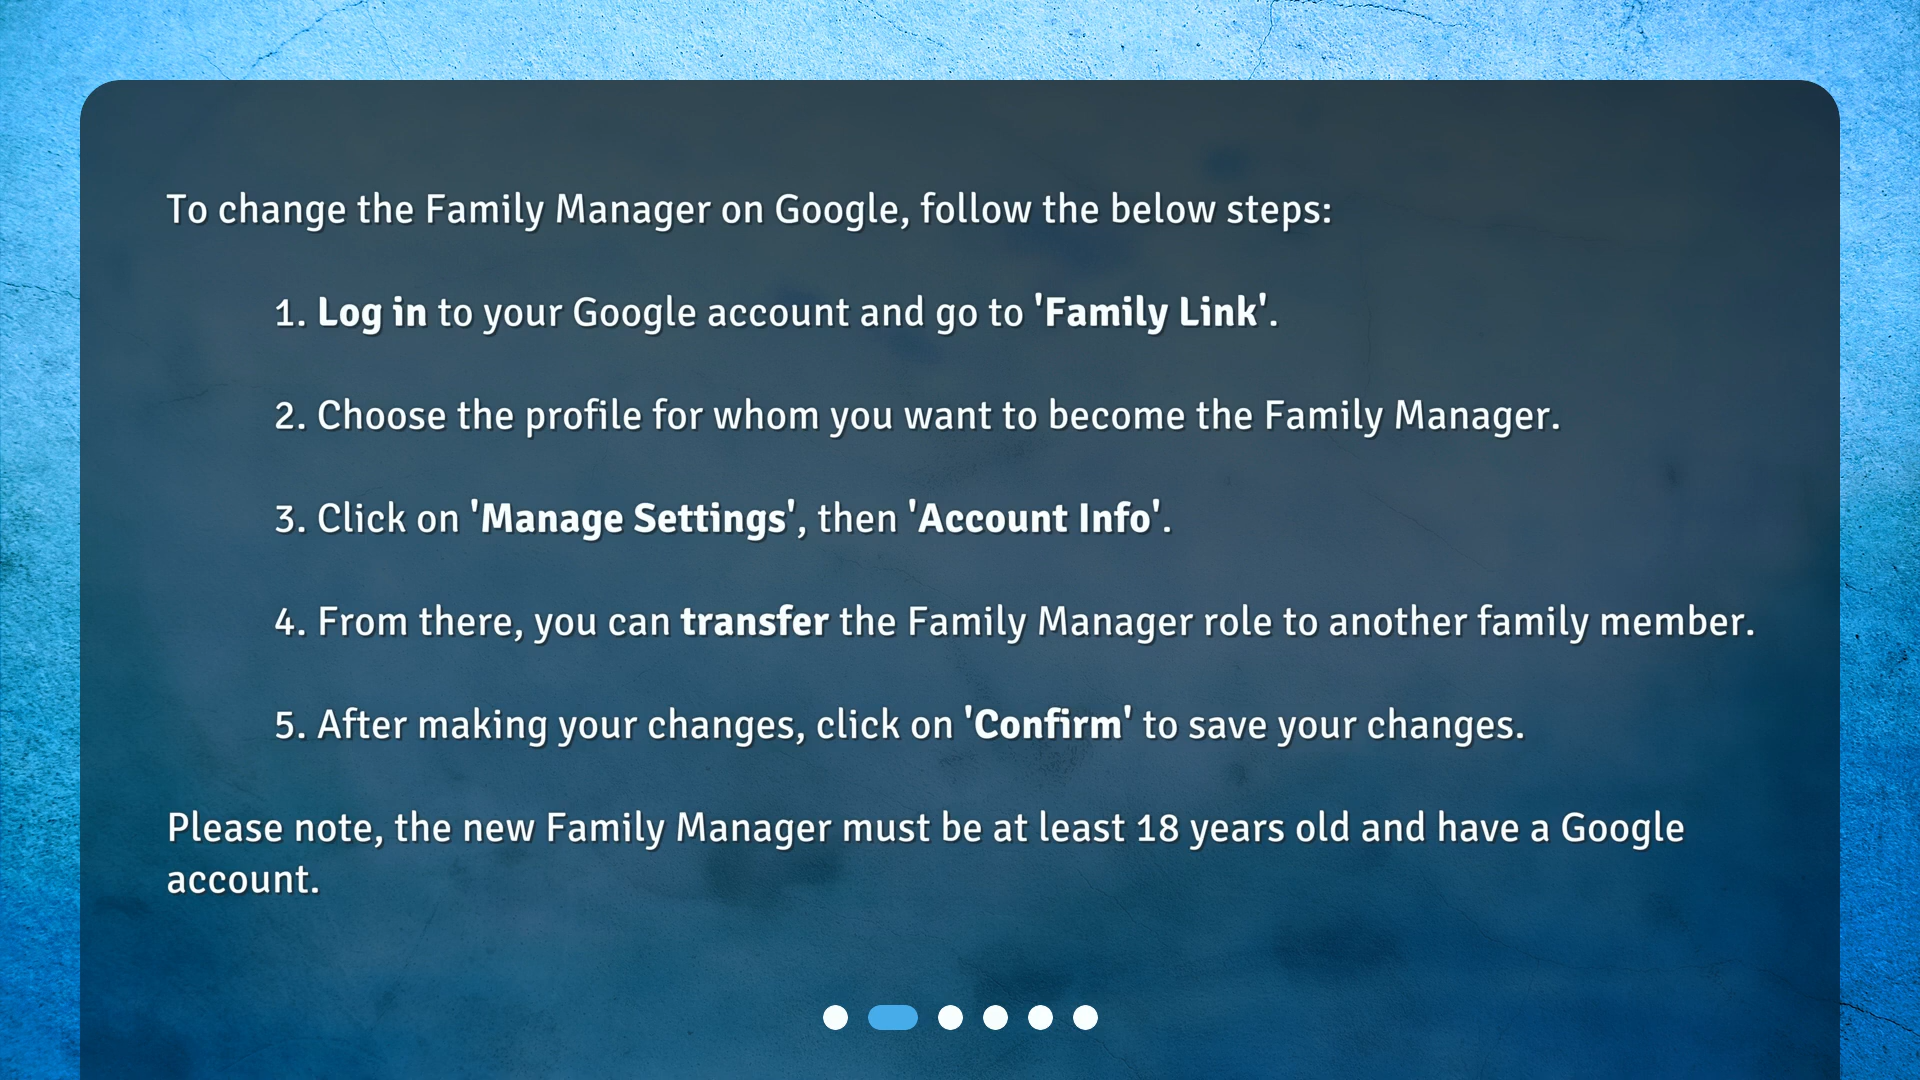 To change the Family Manager on Google, follow the below steps:
1. Log in to your Google account and go to 'Family Link'.
2. Choose the profile for whom you want to become the Family Manager.
3. Click on 'Manage Settings', then 'Account Info'.
4. From there, you can transfer the Family Manager role to another family member.
5. After making your changes, click on 'Confirm' to save your changes.
Please note, the new Family Manager must be at least 18 years old and have a Google
account.